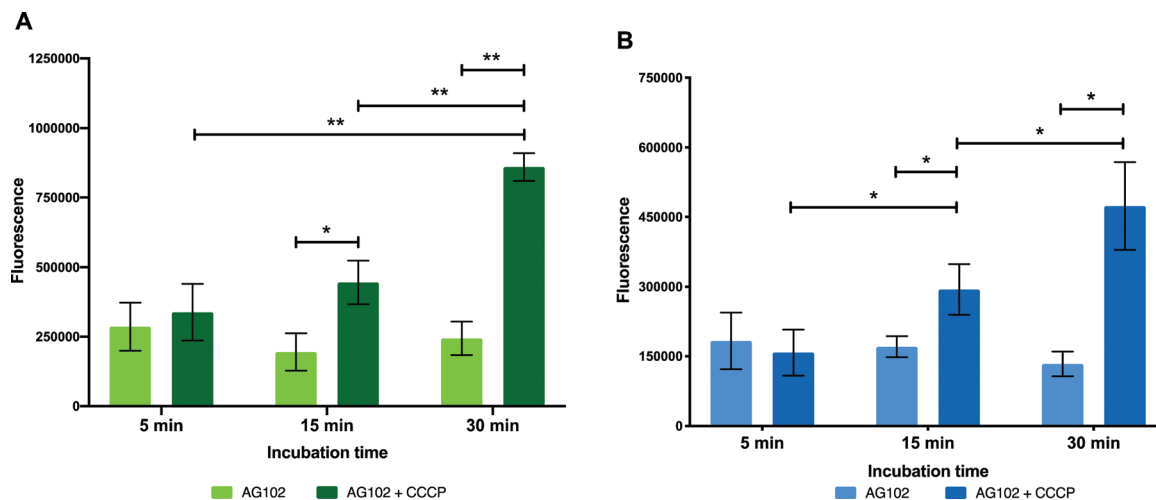 A
1250000
1000000
750000
500000
250000
0
Fluorescence
**
**
**
*
5 min
15 min
30 min
Incubation time
AG102
AG102 + CCCP
B
750000
600000
450000
300000
150000
0
Fluorescence
*
*
*
*
5 min
15 min
30 min
Incubation time
AG102
AG102 + CCCP